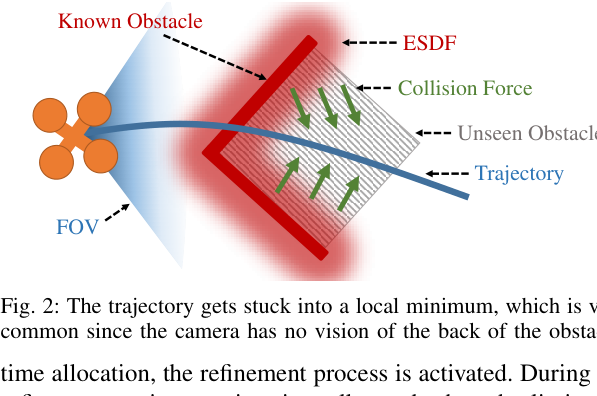 Known Obstacle
ESDF
Collision Force
Unseen
Trajectory
FOV
Fig. 2: The trajectory gets stuck into a local minimum, which is
common since the camera has no vision of the back of the
time allocation, the refinement process is activated. During